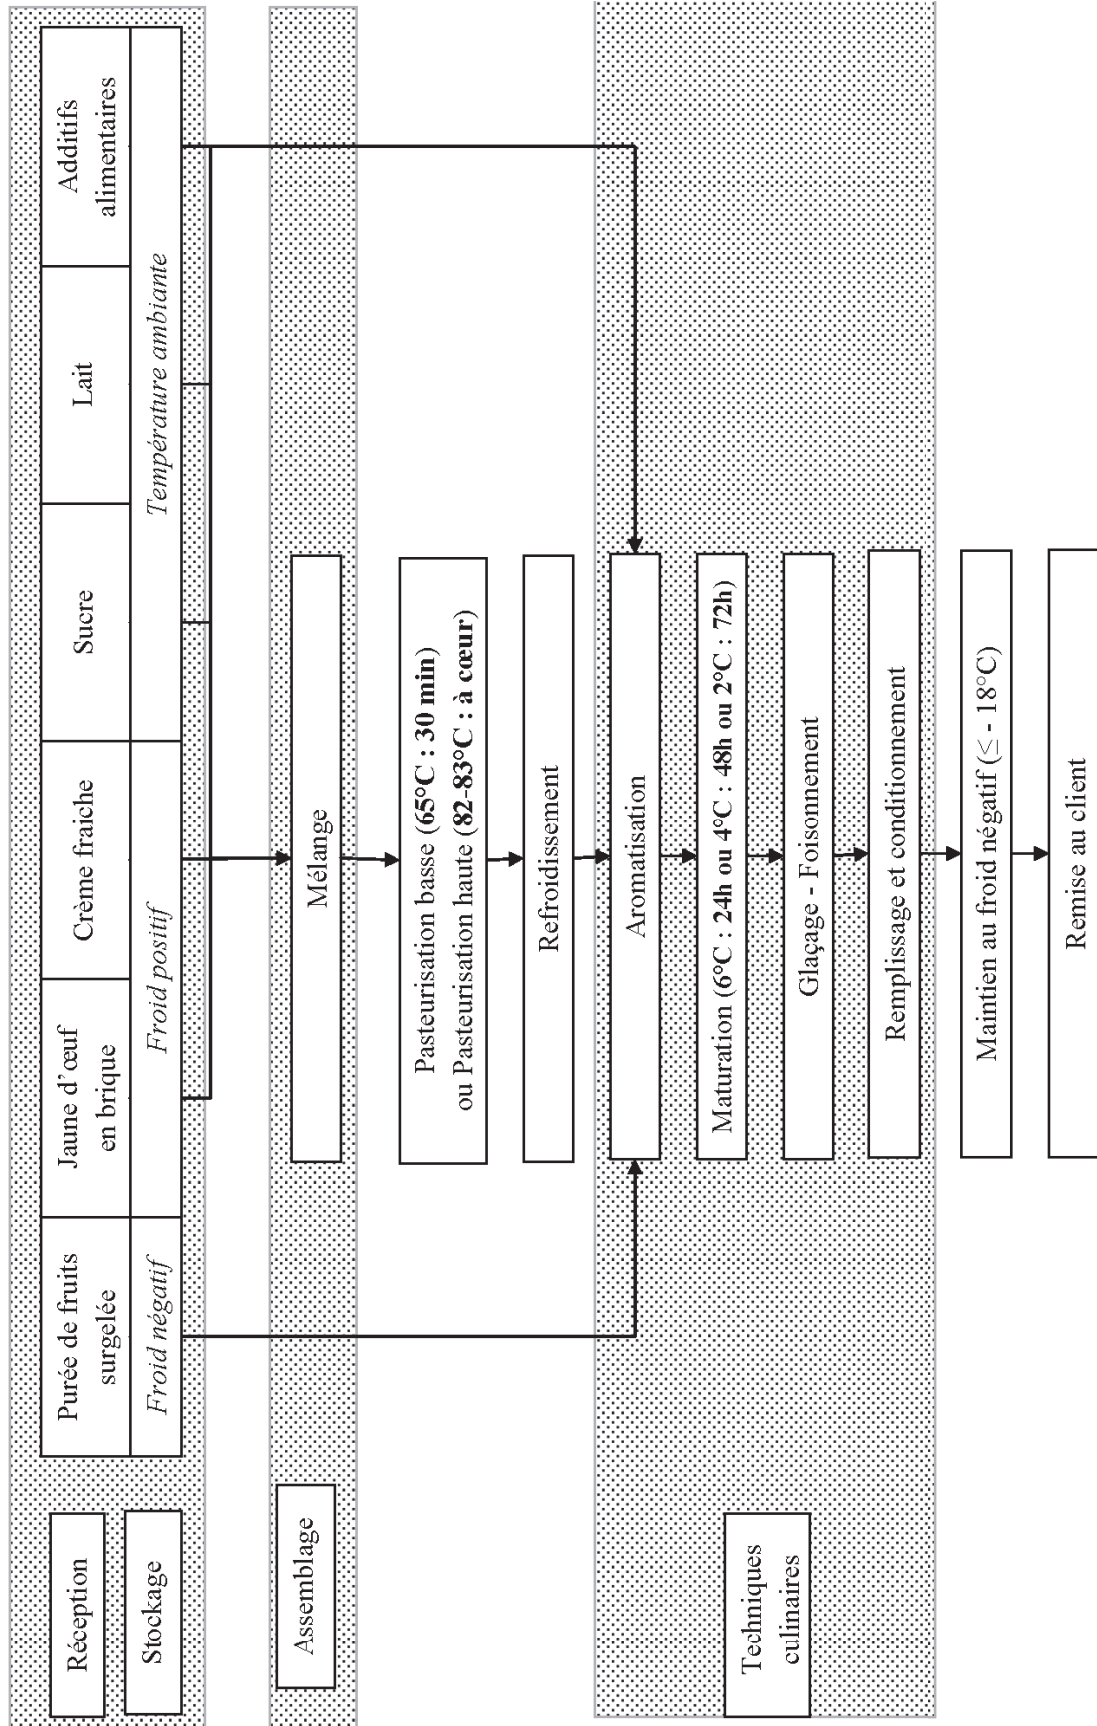 Réception
Purée de fruits
surgelée
Jaune d'œuf
en brique
Crème fraiche
Sucre
Lait
Additifs
alimentaires
Stockage
Froid négatif
Froid positif
Température ambiante
Assemblage
Mélange
Pasteurisation basse (65°C : 30 min)
ou Pasteurisation haute (82-83°C : à cœur)
Refroidissement
Techniques
culinaires
Aromatisation
Maturation (6°C : 24h ou 4°C : 48h ou 2°C : 72h)
Glaçage - Foisonnement
Remplissage et conditionnement
Maintien au froid négatif (≤ - 18°C)
Remise au client